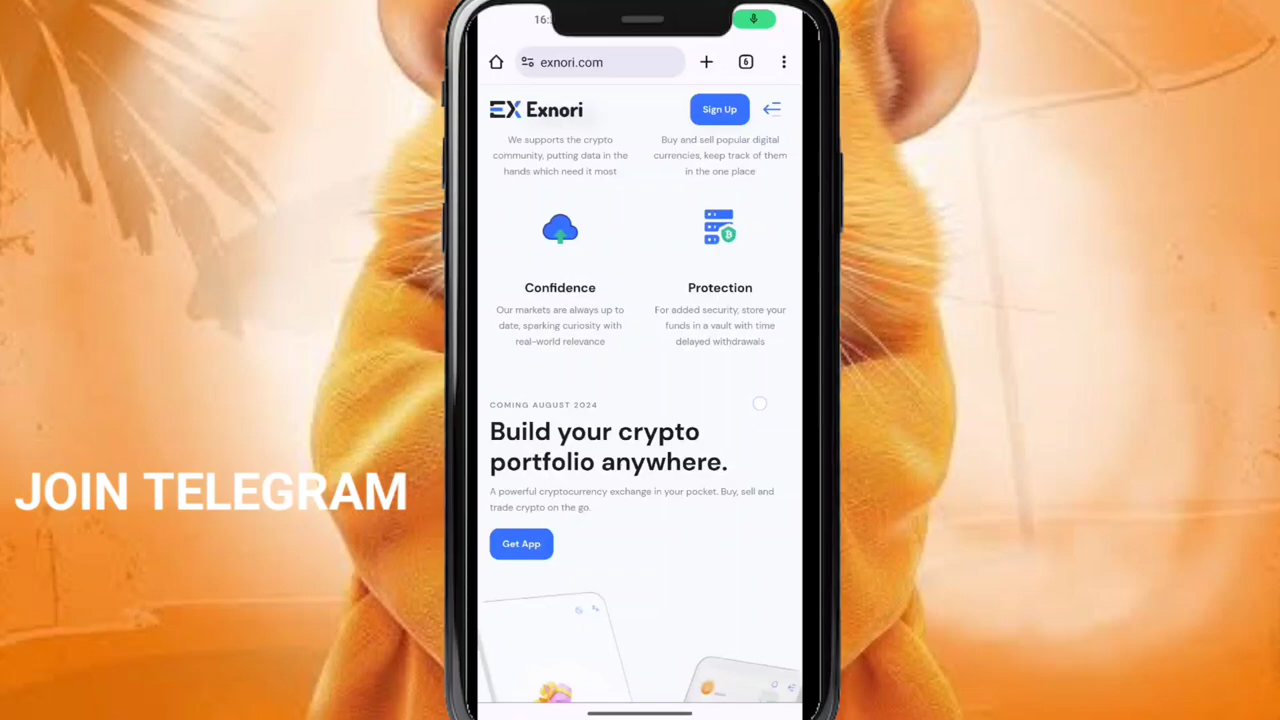 16:
exnori.com
6
EX Exnori
Sign Up
We supports the crypto
community, putting data in the
hands which need it most
Buy and sell popular digital
currencies, keep track of them
in the one place
Confidence
Our markets are always up to
date, sparking curiosity with
real-world relevance
Protection
For added security, store your
funds in a vault with time
delayed withdrawals
COMING AUGUST 2024
Build your crypto
portfolio anywhere.
A powerful cryptocurrency exchange in your pocket. Buy, sell and
trade crypto on the go.
Get App
JOIN TELEGRAM